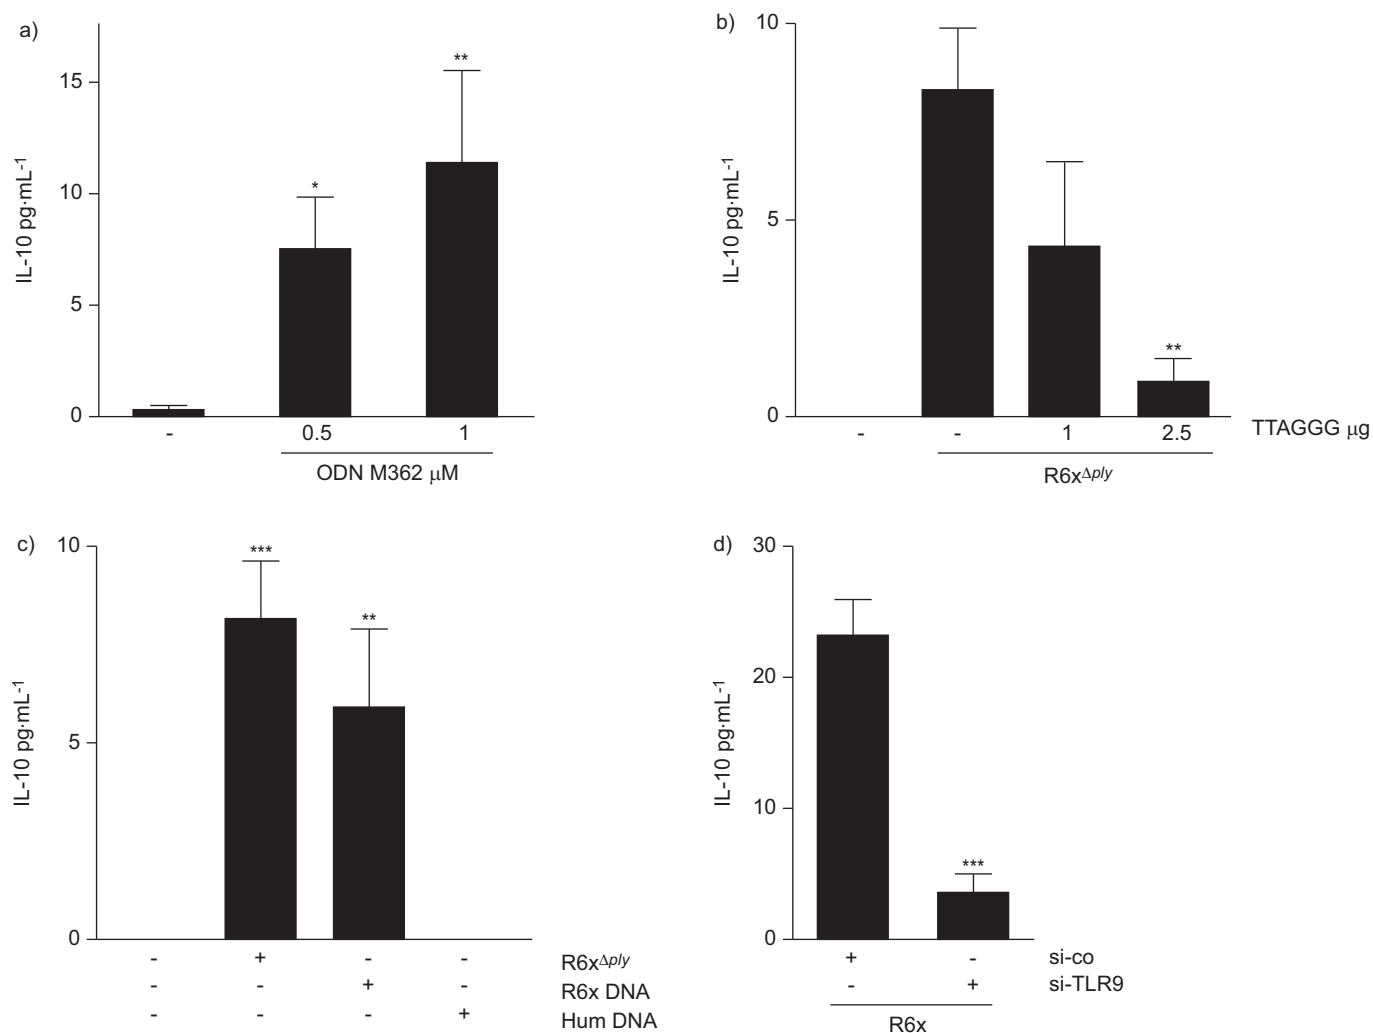 a)
15
10
5
0
IL-10 pg·mL-1
*
**
- 0.5 1
ODN M362 μM
b)
10
5
0
IL-10 pg·mL-1
**
- - 1 2.5 TTAGGG μg
R6xΔply
c)
10
5
0
IL-10 pg·mL-1
***
**
- + - - R6xΔply
- - + - R6x DNA
- - - + Hum DNA
d)
30
20
10
0
IL-10 pg·mL-1
***
+ - si-co
- + si-TLR9
R6x